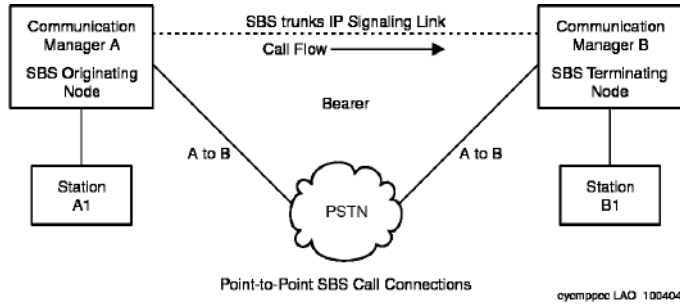 SBS trunks IP Signaling Link
Communication
Manager A
SBS Originating
Node
Call Flow
Communication
Manager B
SBS Terminating
Node
Bearer
A to B
A to B
Station
A1
PSTN
Station
B1
Point-to-Point SBS Call Connections
cycmppcc LAO 100404